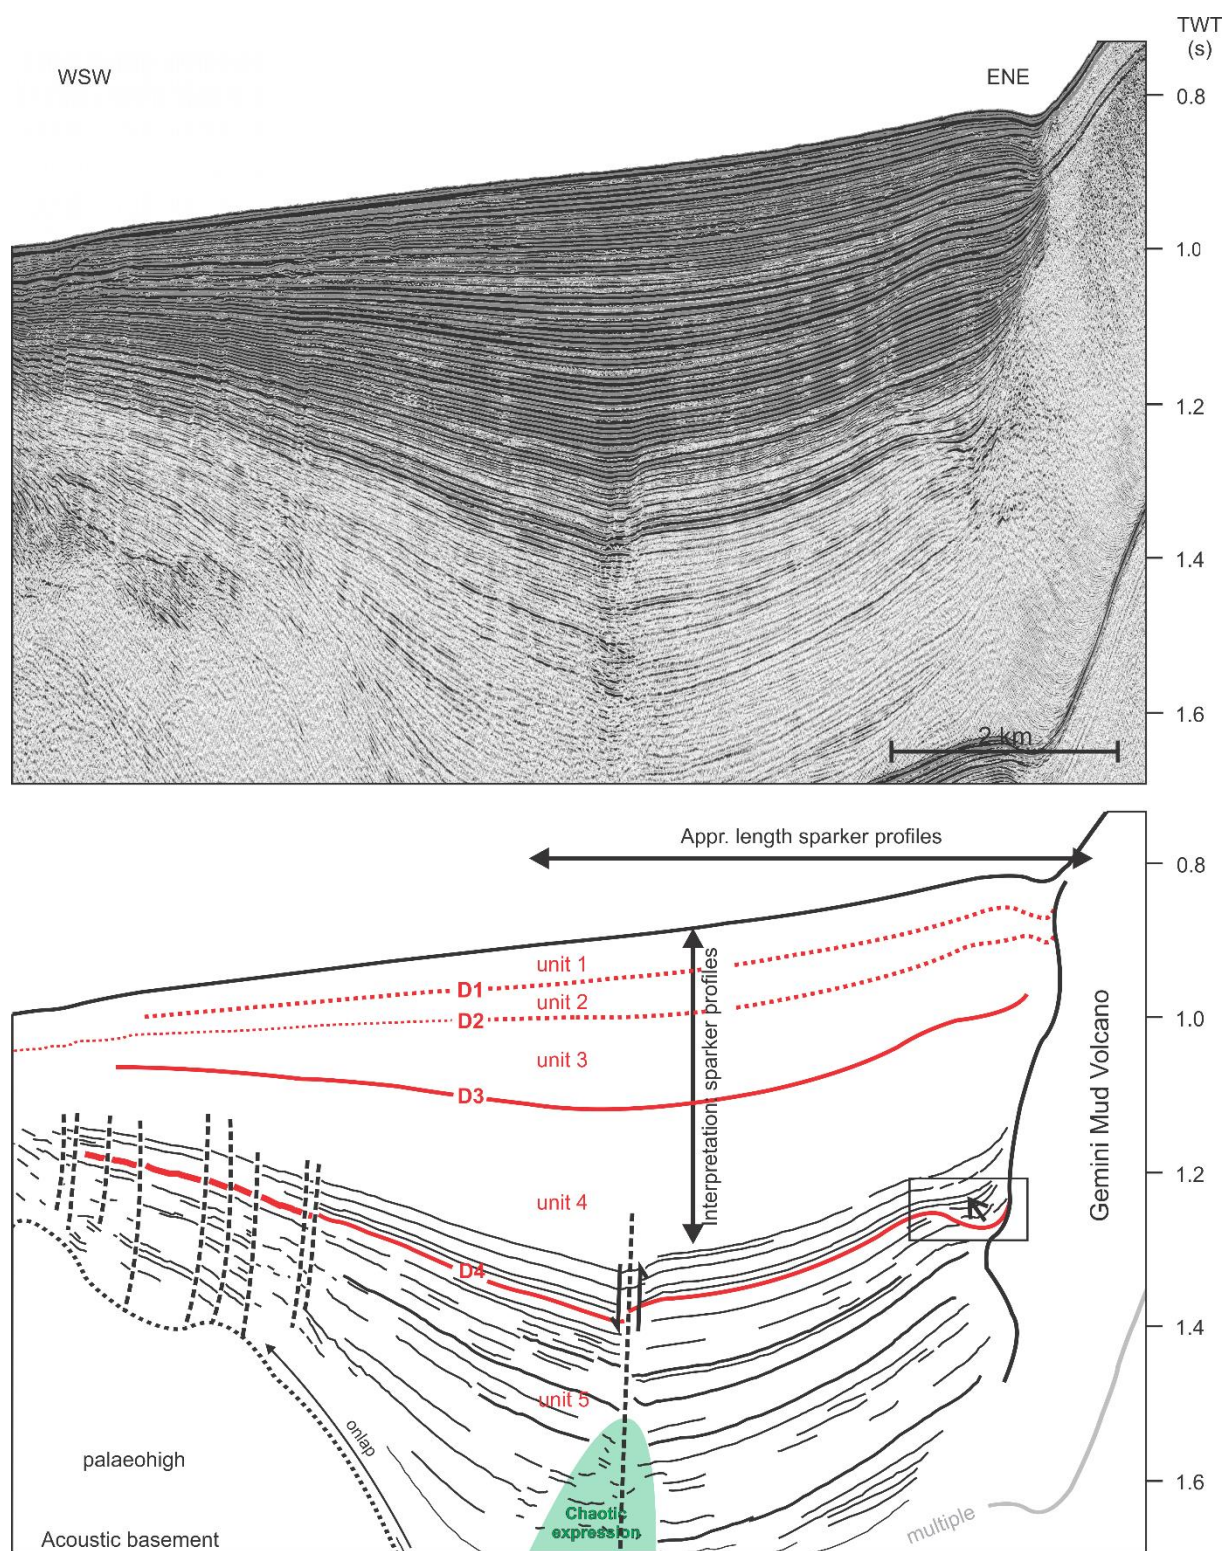 TWT
(s)
WSW
ENE
0.8
1.0
1.2
1.4
1.6
2 km
Appr. length sparker profiles
0.8
unit 1
D1
unit 2
D2
1.0
unit 3
D3
Interpretation: sparker profiles
Gemini Mud Volcano
1.2
unit 4
D4
1.4
unit 5
onlap
palaeohigh
1.6
Chaotic
expression
multiple
Acoustic basement